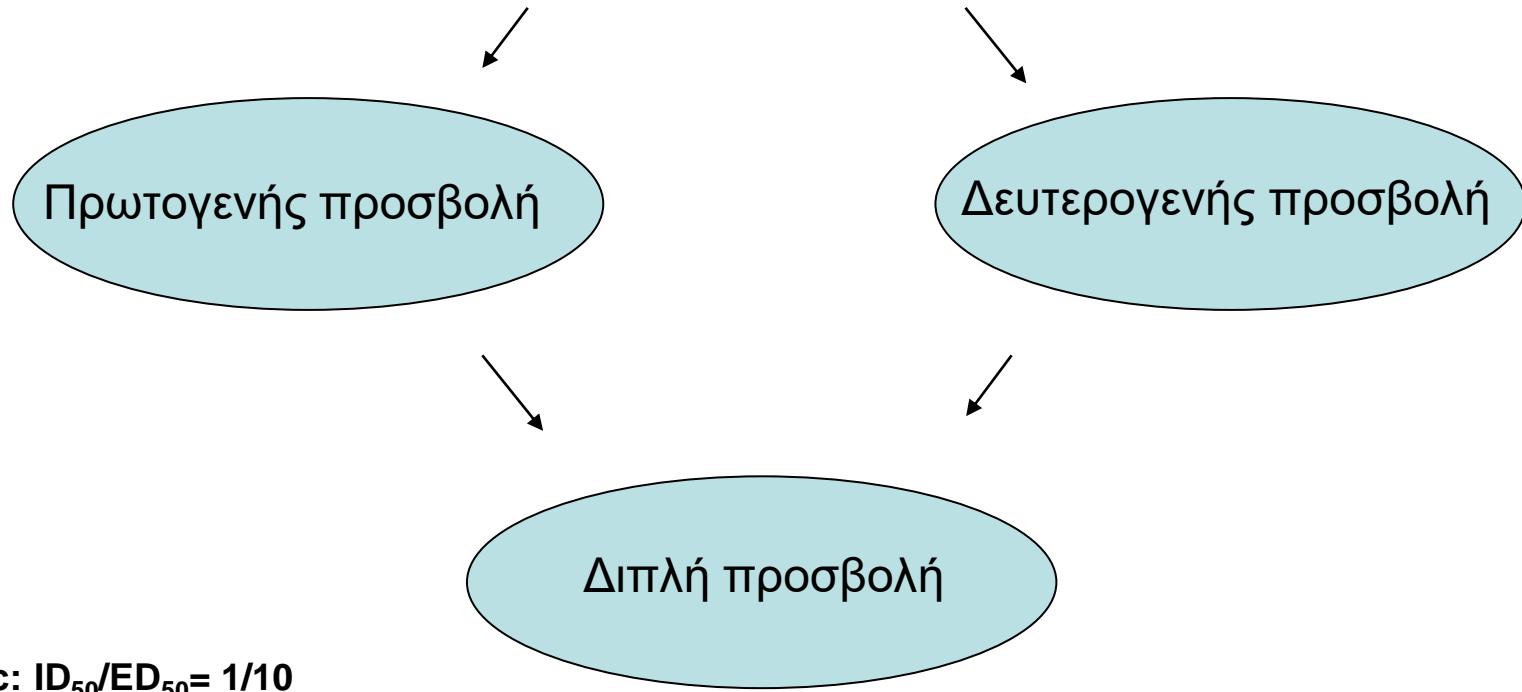 Πρωτογενής προσβολή
Δευτερογενής προσβολή
Διπλή προσβολή
c: ID50/ED50= 1/10